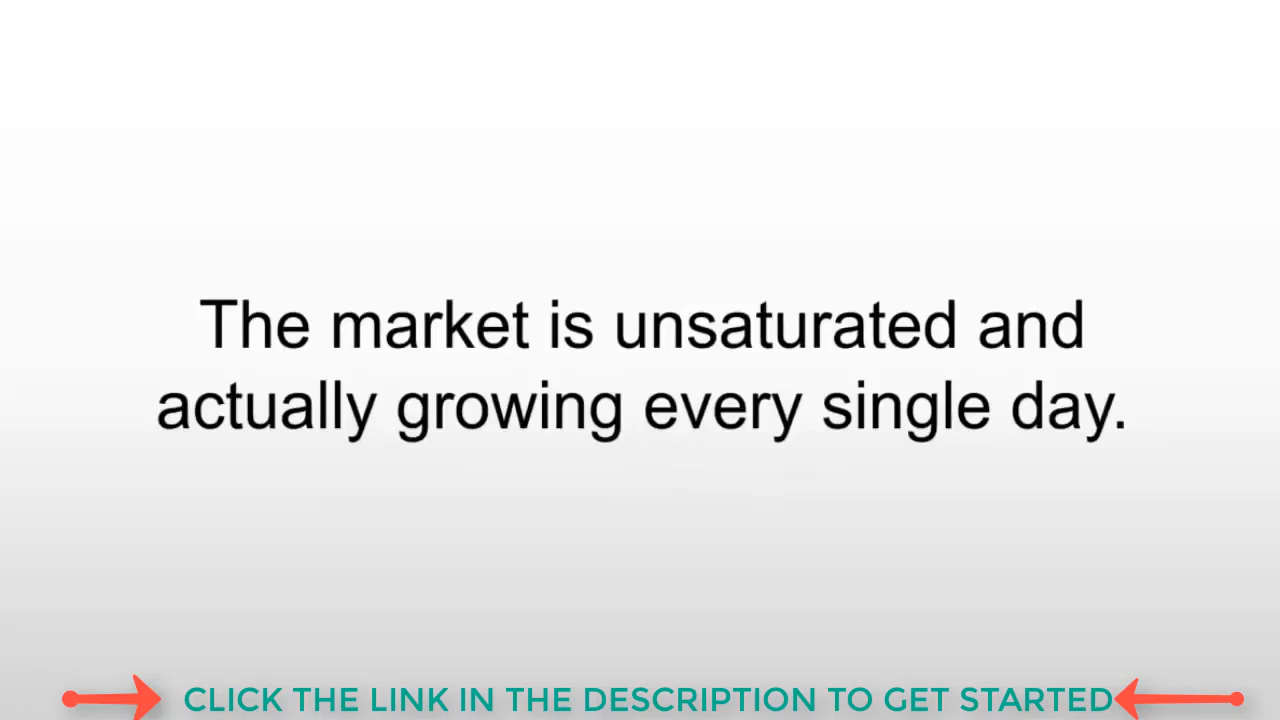 The market is unsaturated and
actually growing every single day.
CLICK THE LINK IN THE DESCRIPTION TO GET STARTED